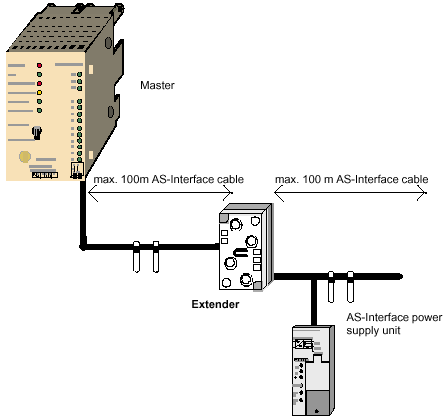 Master
max. 100m AS-Interface cable
max. 100 m AS-Interface cable
Extender
AS-Interface power
supply unit